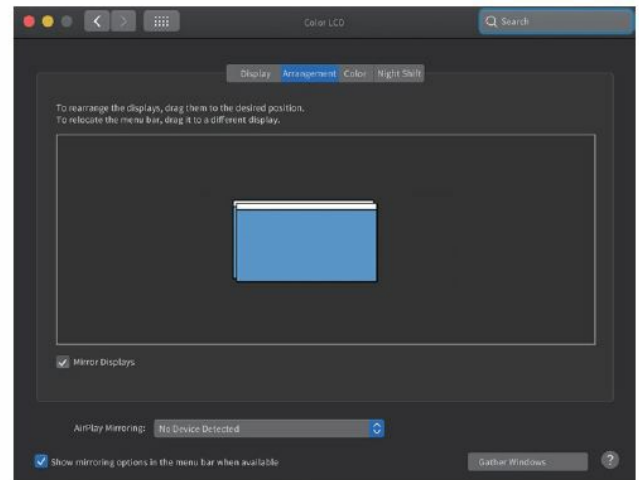 Color LCD
Search
Display Arrangement Color Night Shift
To rearrange the displays, drag them to the desired position.
To relocate the menu bar, drag it to a different display.
Mirror Displays
AirPlay Mirroring: No Device Detected
Show mirroring options in the menu bar when available
Gather Windows
?